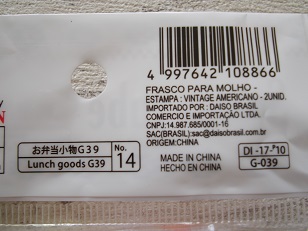 4 997642 108866
FRASCO PARA MOLHO -
ESTAMPA : VINTAGE AMERICANO - 2UNID.
IMPORTADO POR : DAISO BRASIL
COMERCIO E IMPORTAÇÃO LTDA.
CNPJ:14.987.685/0001-16
SAC(BRASIL):sac@daisobrasil.com.br
ORIGEM:CHINA
お弁当小物G39
Lunch goods G39
No.
14
MADE IN CHINA
HECHO EN CHINA
DI -17-#10
G-039